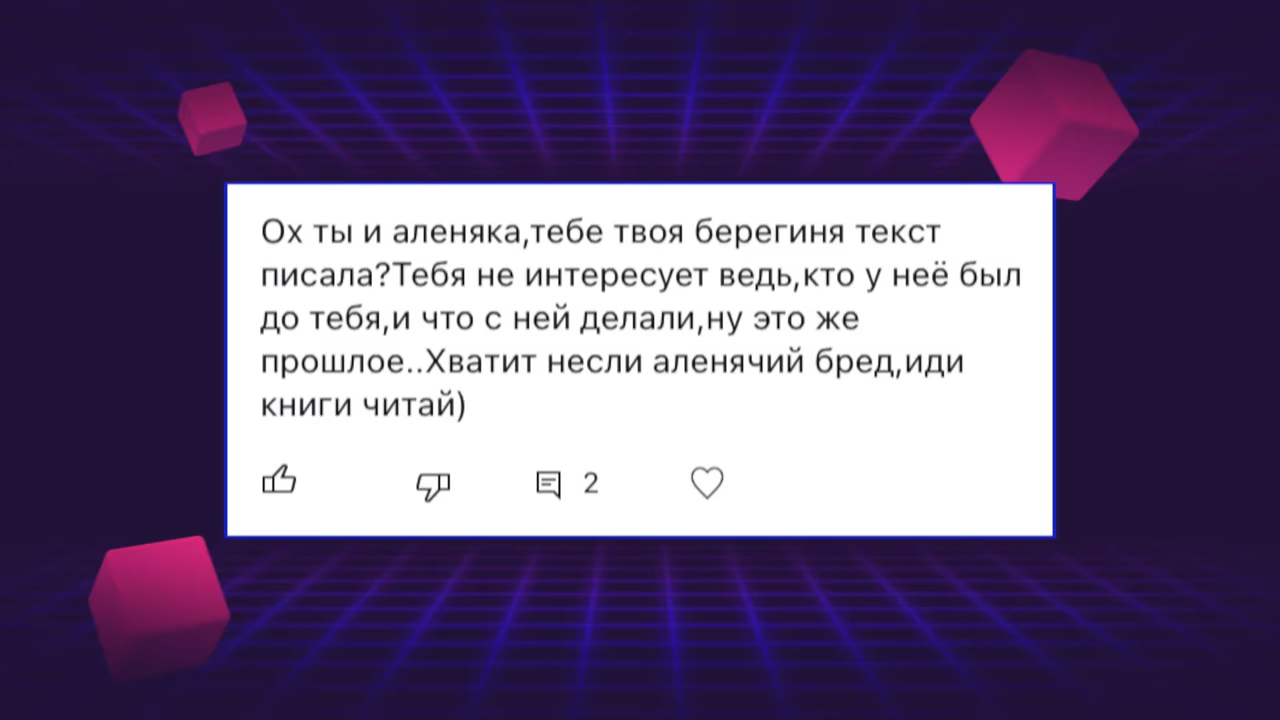 Ох ты и аленяка,тебе твоя берегиня текст
писала?Тебя не интересует ведь,кто у неё был
до тебя,и что с ней делали,ну это же
прошлое..Хватит несли аленячий бред,иди
книги читай)
2